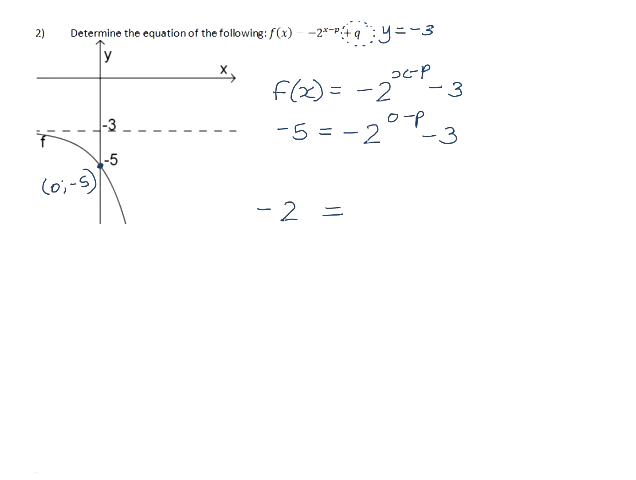 2) Determine the equation of the following: f(x) = −2^{x−p} + q ; y = −3
y
x
f(x) = −2^{x−p} − 3
−3
−5 = −2^{0−p} − 3
f
−5
(0;−5)
−2 =